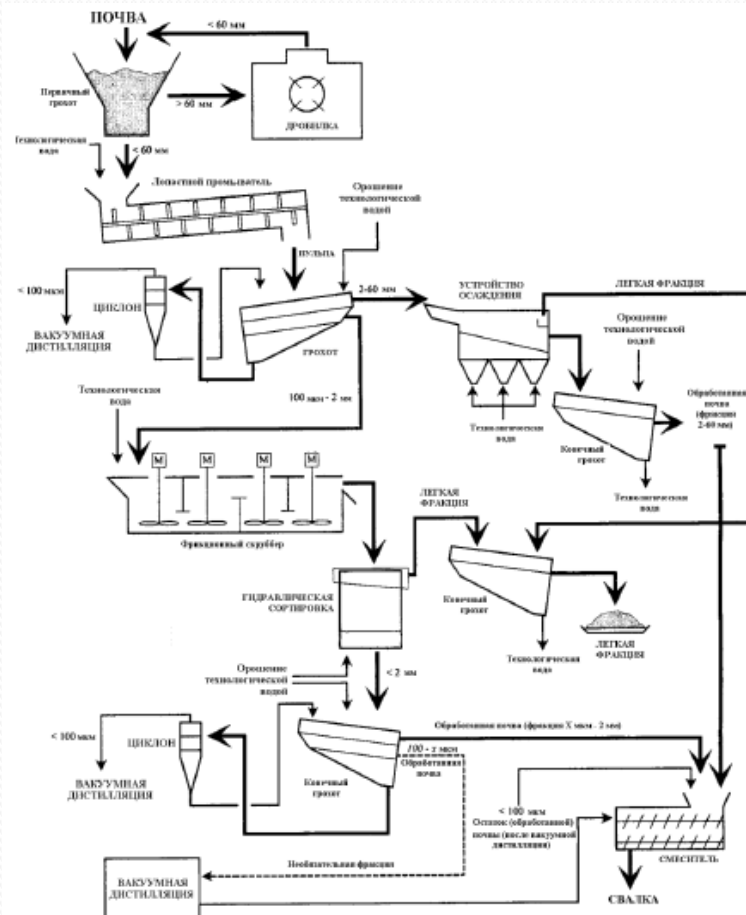 ПОЧВА
< 60 мм
Первичный
грохот
> 60 мм
ДРОБИЛКА
Технологическая
вода
< 60 мм
Лопастной промыватель
Орошение
технологической
водой
ПУЛЬПА
2-60 мм
УСТРОЙСТВО
ОСАЖДЕНИЯ
ЛЕГКАЯ ФРАКЦИЯ
< 100 мкм
ЦИКЛОН
ВАКУУМНАЯ
ДИСТИЛЛЯЦИЯ
ГРОХОТ
Орошение
технологической
водой
Технологическая
вода
100 мкм - 2 мм
Технологическая
вода
Конечный
грохот
Обработанная
почва
(фракции
2-60 мм)
Технологическая
вода
М
М
М
М
Фрикционный скруббер
ЛЕГКАЯ
ФРАКЦИЯ
ГИДРАВЛИЧЕСКАЯ
СОРТИРОВКА
Конечный
грохот
Технологическая
вода
ЛЕГКАЯ
ФРАКЦИЯ
Орошение
технологической
водой
< 2 мм
Обработанная почва (фракция X мкм - 2 мм)
< 100 мкм
ЦИКЛОН
ВАКУУМНАЯ
ДИСТИЛЛЯЦИЯ
Конечный
грохот
100 - x мкм
Обработанная
почва
< 100 мкм
Остаток (обработанной)
почвы (после вакуумной
дистилляции)
СМЕСИТЕЛЬ
Необязательная фракция
ВАКУУМНАЯ
ДИСТИЛЛЯЦИЯ
СВАЛКА